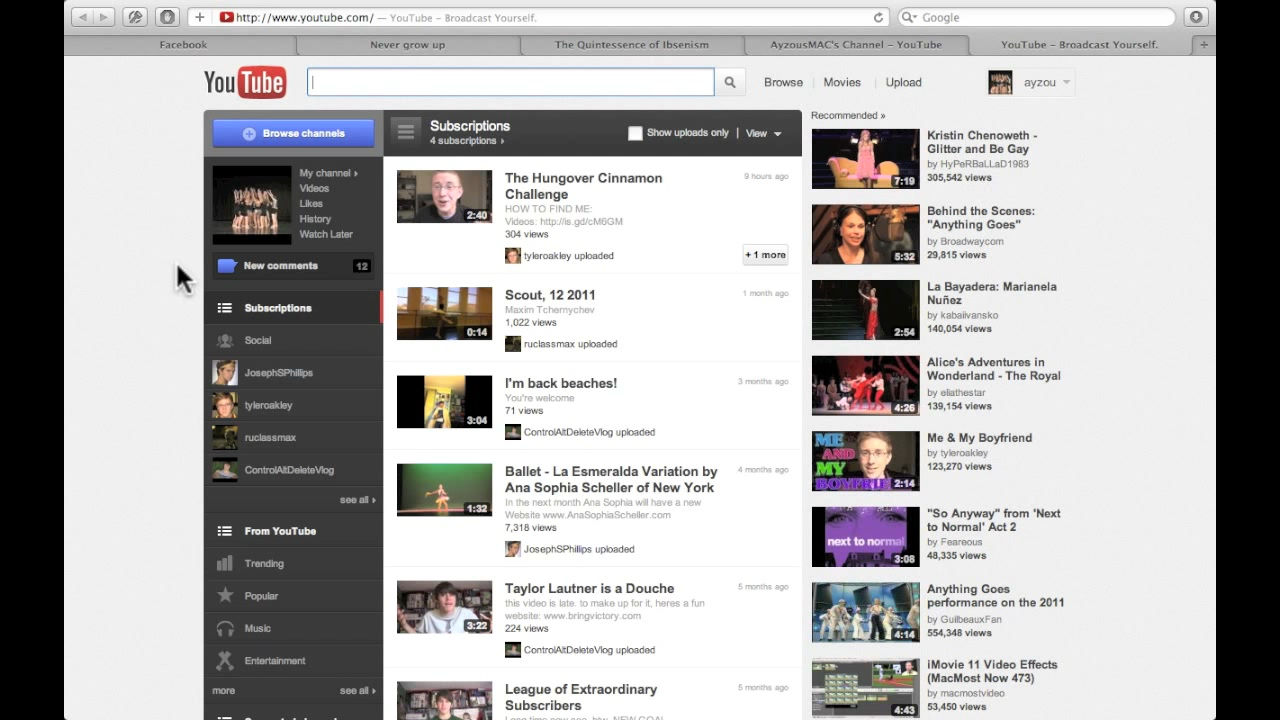 http://www.youtube.com/ — YouTube – Broadcast Yourself.
Google
Facebook
Never grow up
The Quintessence of Ibsenism
AyzousMAC's Channel – YouTube
YouTube – Broadcast Yourself.
YouTube
Browse
Movies
Upload
ayzou
Browse channels
My channel
Videos
Likes
History
Watch Later
New comments
12
Subscriptions
Social
JosephSPhillips
tyleroakley
ruclassmax
ControlAltDeleteVlog
see all
From YouTube
Trending
Popular
Music
Entertainment
more
see all
Subscriptions
4 subscriptions
Show uploads only
View
The Hungover Cinnamon
Challenge
9 hours ago
HOW TO FIND ME:
Videos: http://is.gd/cM6GM
304 views
tyleroakley uploaded
+ 1 more
2:40
Scout, 12 2011
1 month ago
Maxim Tchernychev
1,022 views
ruclassmax uploaded
0:14
I'm back beaches!
3 months ago
You're welcome
71 views
ControlAltDeleteVlog uploaded
3:04
Ballet - La Esmeralda Variation by
Ana Sophia Scheller of New York
4 months ago
In the next month Ana Sophia will have a new
Website www.AnaSophiaScheller.com
7,318 views
JosephSPhillips uploaded
1:32
Taylor Lautner is a Douche
5 months ago
this video is late. to make up for it, heres a fun
website: www.bringvictory.com
224 views
ControlAltDeleteVlog uploaded
3:22
League of Extraordinary
Subscribers
5 months ago
Recommended »
Kristin Chenoweth -
Glitter and Be Gay
by HyPeRBaLLaD1983
305,542 views
7:19
Behind the Scenes:
"Anything Goes"
by Broadwaycom
29,815 views
5:32
La Bayadera: Marianela
Nuñez
by kabaiivansko
140,054 views
2:54
Alice's Adventures in
Wonderland - The Royal
by ellathestar
139,154 views
4:26
Me & My Boyfriend
by tyleroakley
123,270 views
ME
AND
MY
BOYFRIE
2:14
"So Anyway" from 'Next
to Normal' Act 2
by Feareous
48,335 views
next to normal
3:08
Anything Goes
performance on the 2011
by GuilbeauxFan
554,348 views
4:14
iMovie 11 Video Effects
(MacMost Now 473)
by macmostvideo
53,450 views
4:43